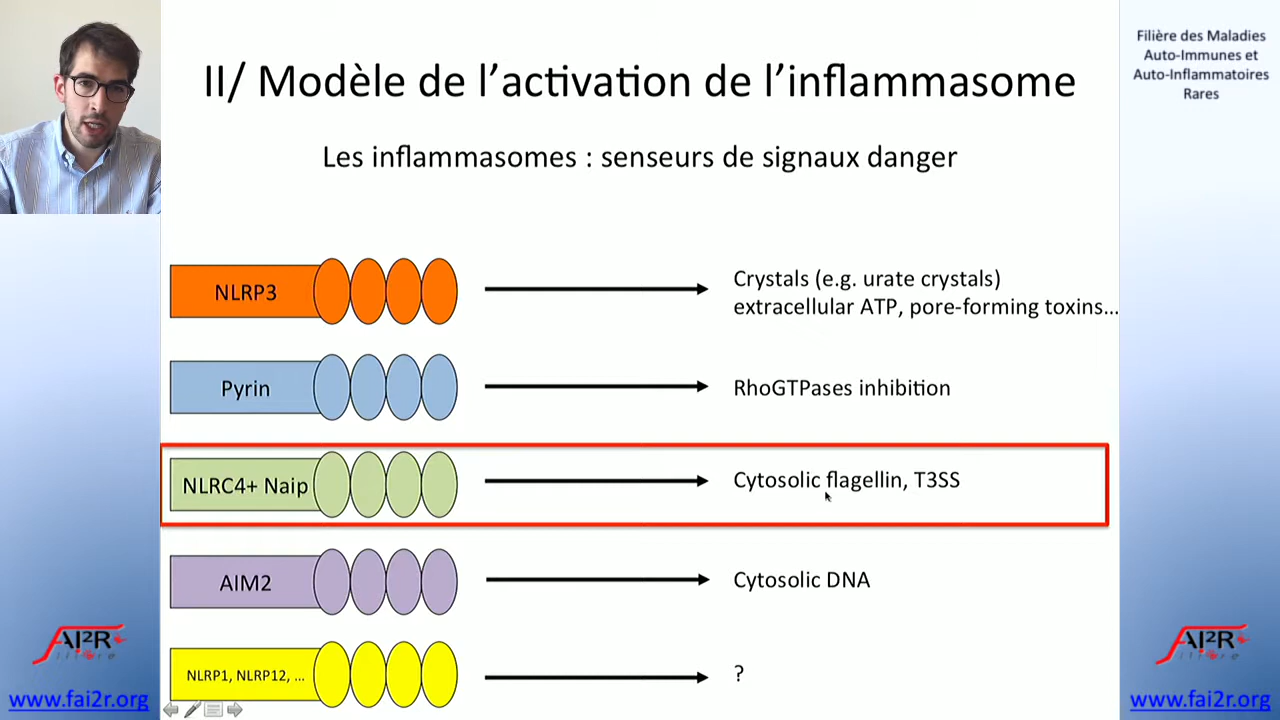 II/ Modèle de l’activation de l’inflammasome
Les inflammasomes : senseurs de signaux danger
Filière des Maladies
Auto-Immunes et
Auto-Inflammatoires
Rares
NLRP3
Crystals (e.g. urate crystals)
extracellular ATP, pore-forming toxins...
Pyrin
RhoGTPases inhibition
NLRC4+ Naip
Cytosolic flagellin, T3SS
AIM2
Cytosolic DNA
NLRP1, NLRP12, ...
?
FAI²R
filière
www.fai2r.org
FAI²R
filière
www.fai2r.org